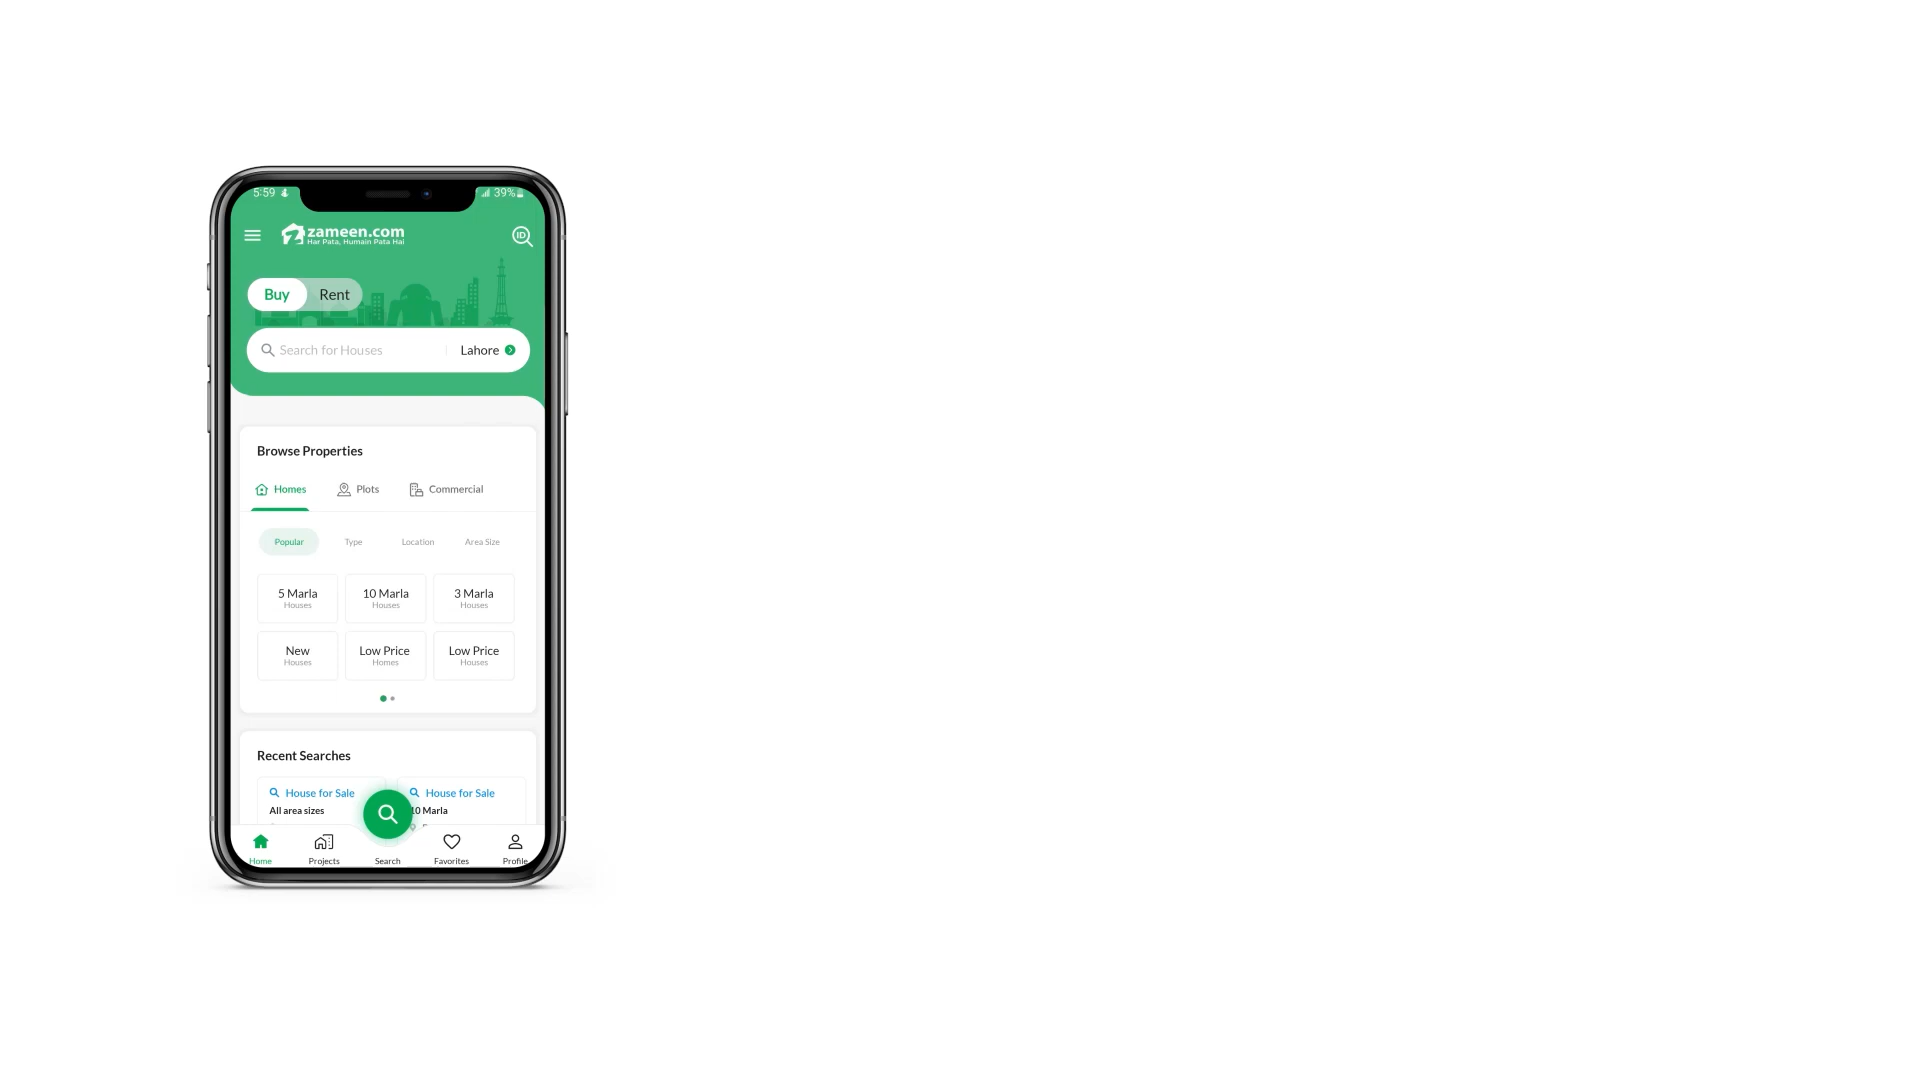 5:59
39%
zameen.com
Har Pata, Humain Pata Hai
ID
Buy
Rent
Search for Houses
Lahore
Browse Properties
Homes
Plots
Commercial
Popular
Type
Location
Area Size
5 Marla
Houses
10 Marla
Houses
3 Marla
Houses
New
Houses
Low Price
Homes
Low Price
Houses
Recent Searches
House for Sale
All area sizes
House for Sale
10 Marla
Home
Projects
Search
Favorites
Profile